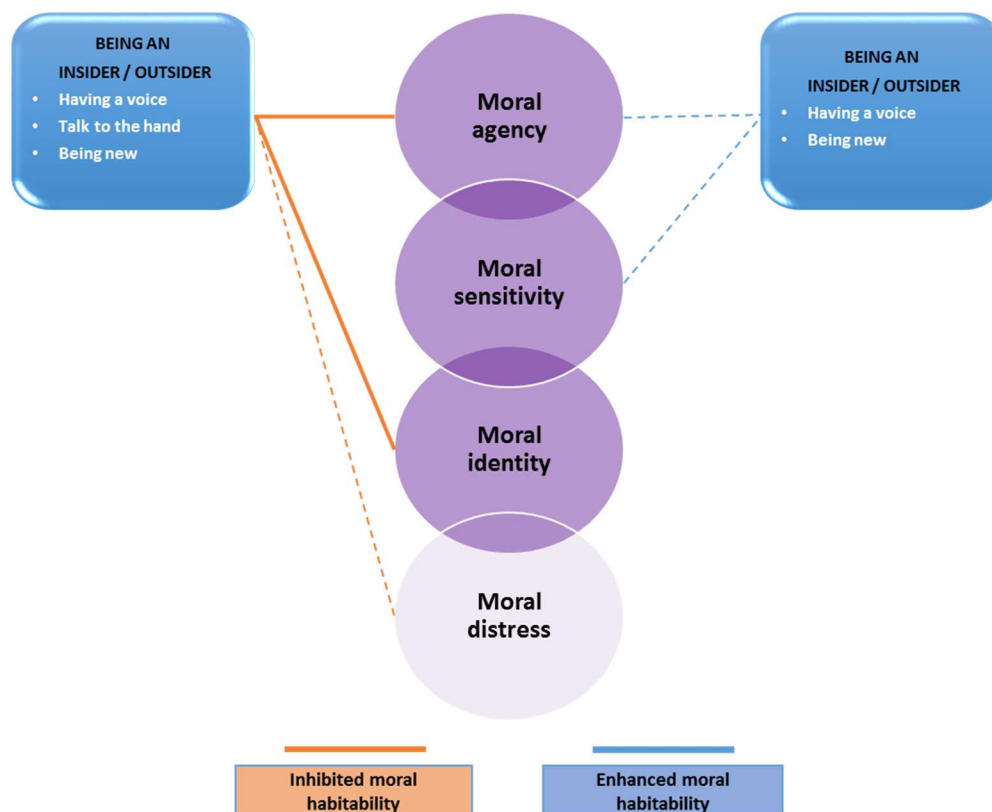 BEING AN
INSIDER / OUTSIDER
• Having a voice
• Talk to the hand
• Being new
Moral
agency
Moral
sensitivity
Moral
identity
Moral
distress
BEING AN
INSIDER / OUTSIDER
• Having a voice
• Being new
Inhibited moral
habitability
Enhanced moral
habitability